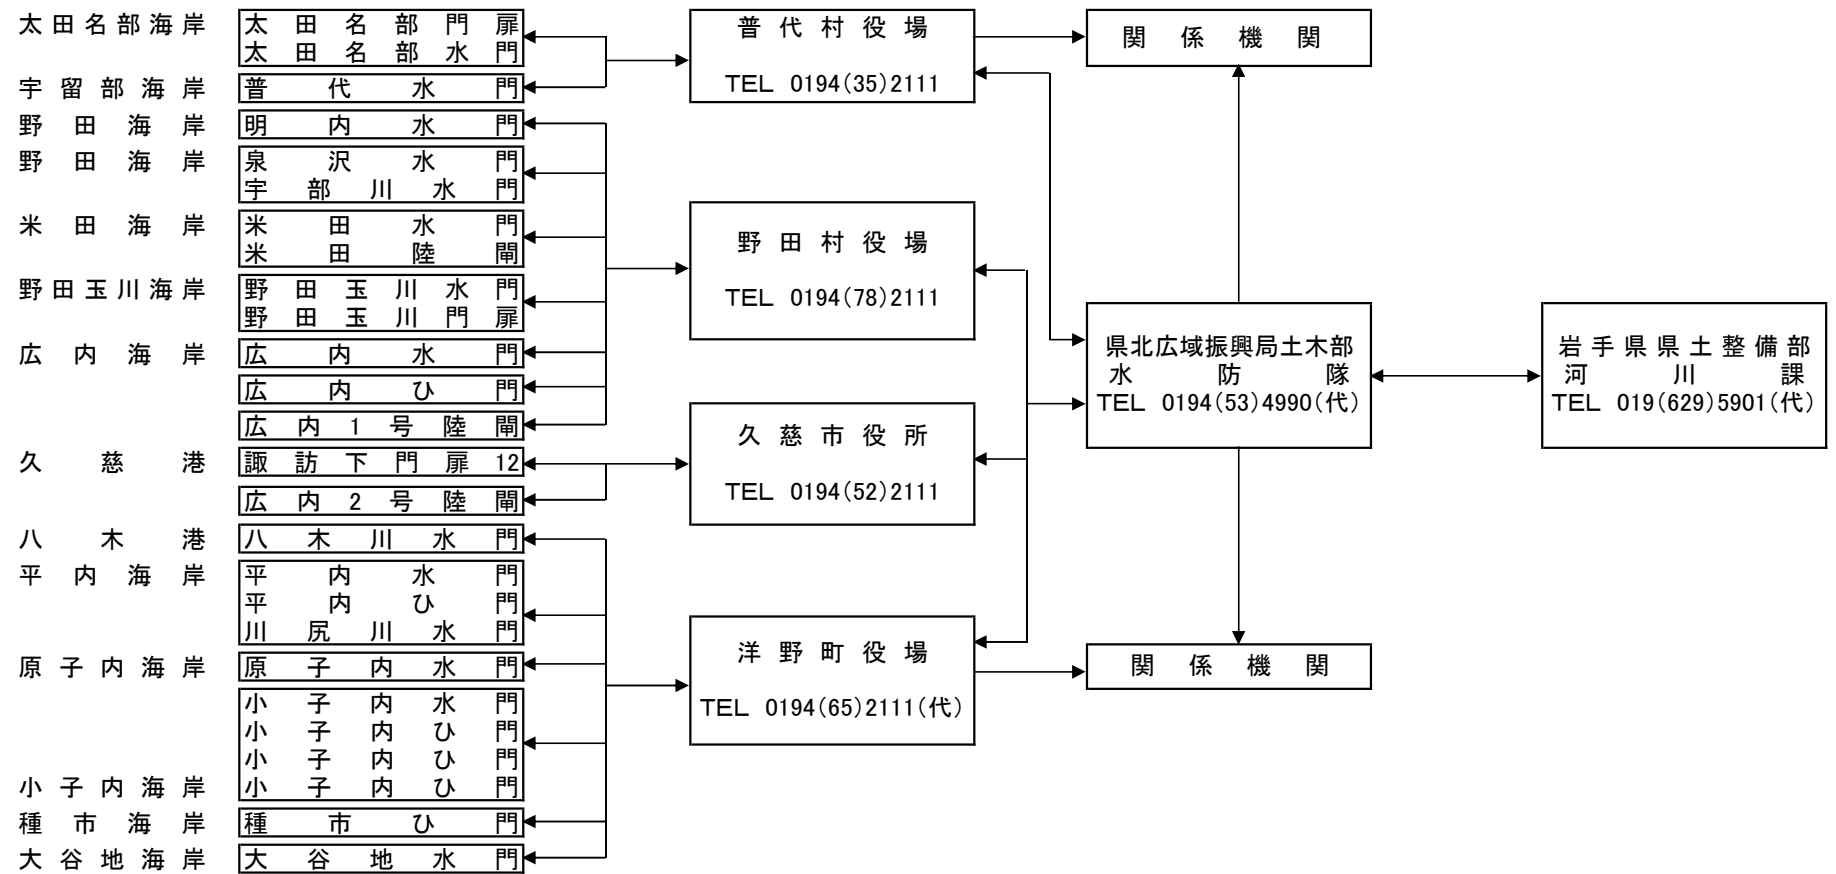 太田名部海岸
太田名部門扉
太田名部水門
宇留部海岸
普代水門
野田海岸
明内水門
野田海岸
泉沢水門
宇部川水門
米田海岸
米田水門
米田陸閘
野田玉川海岸
野田玉川水門
野田玉川門扉
広内海岸
広内水門
広内ひ門
広内1号陸閘
久慈港
諏訪下門扉12
広内2号陸閘
八木港
八木川水門
平内海岸
平内水門
平内ひ門
川尻川水門
原子内海岸
原子内水門
小子内水門
小子内ひ門
小子内ひ門
小子内海岸
小子内ひ門
種市海岸
種市ひ門
大谷地海岸
大谷地水門
普代村役場
TEL 0194(35)2111
野田村役場
TEL 0194(78)2111
久慈市役所
TEL 0194(52)2111
洋野町役場
TEL 0194(65)2111(代)
関係機関
県北広域振興局土木部
水防隊
TEL 0194(53)4990(代)
関係機関
岩手県県土整備部
河川課
TEL 019(629)5901(代)